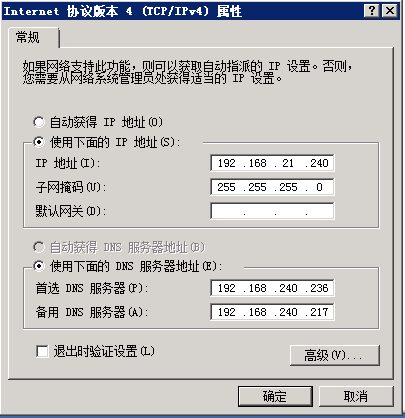 Internet 协议版本 4 (TCP/IPv4) 属性
常规
如果网络支持此功能，则可以获取自动指派的 IP 设置。否则，
您需要从网络系统管理员处获得适当的 IP 设置。
自动获得 IP 地址(O)
使用下面的 IP 地址(S):
IP 地址(I): 192 .168 . 21 .240
子网掩码(U): 255 .255 .255 . 0
默认网关(D): . . .
自动获得 DNS 服务器地址(B)
使用下面的 DNS 服务器地址(E):
首选 DNS 服务器(P): 192 .168 .240 .236
备用 DNS 服务器(A): 192 .168 .240 .217
退出时验证设置(L)
高级(V)...
确定 取消